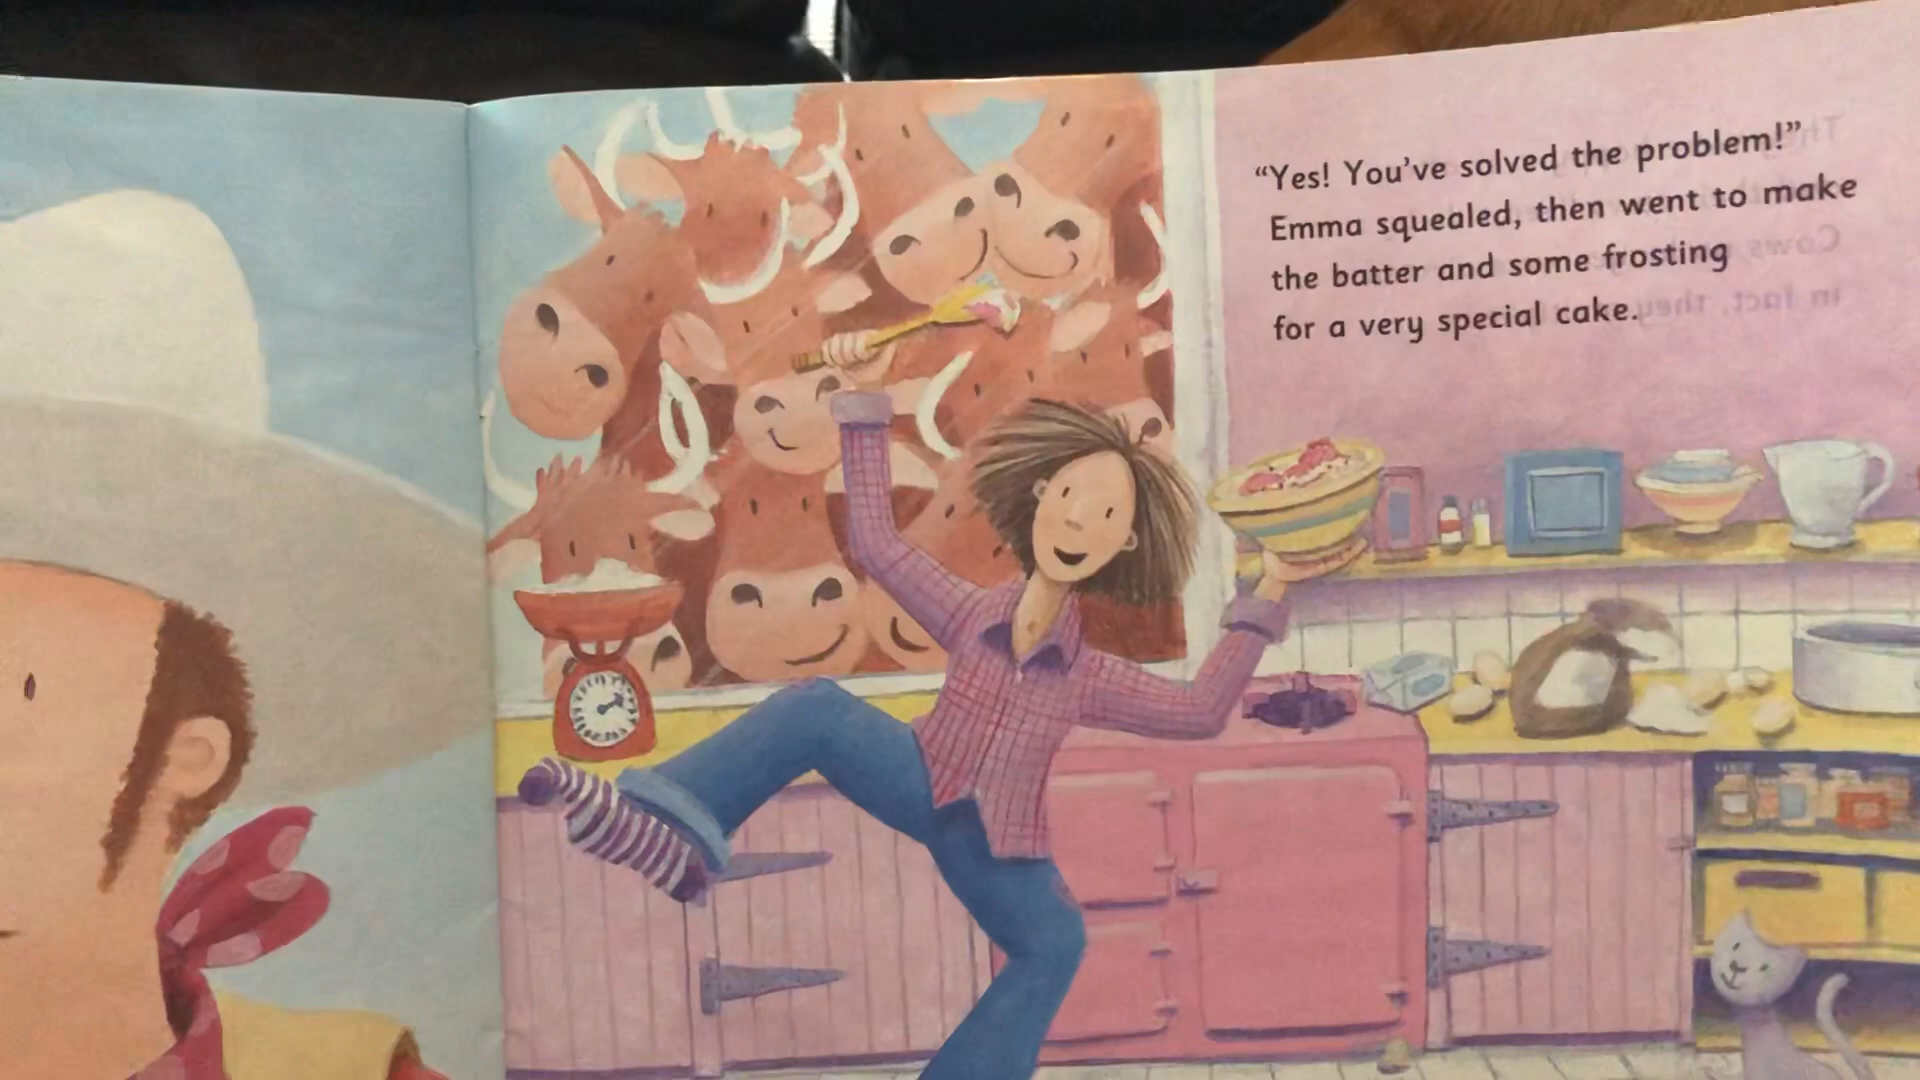 “Yes! You’ve solved the problem!”
Emma squealed, then went to make
the batter and some frosting
for a very special cake.